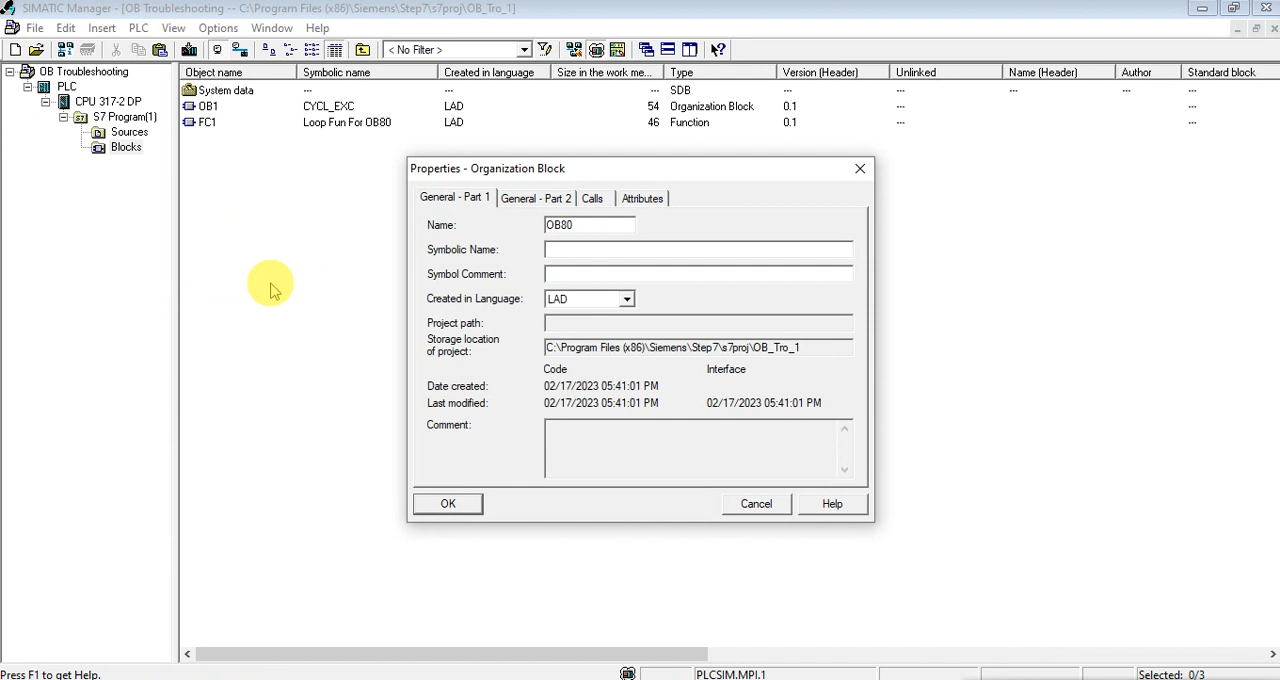 SIMATIC Manager - [OB Troubleshooting -- C:\Program Files (x86)\Siemens\Step7\s7proj\OB_Tro_1]
File Edit Insert PLC View Options Window Help
< No Filter >
OB Troubleshooting
PLC
CPU 317-2 DP
S7 Program(1)
Sources
Blocks
Object name Symbolic name Created in language Size in the work me... Type Version (Header) Unlinked Name (Header) Author Standard block
System data --- --- --- SDB --- --- --- ---
OB1 CYCL_EXC LAD 54 Organization Block 0.1 --- ---
FC1 Loop Fun For OB80 LAD 46 Function 0.1 --- ---
Properties - Organization Block
General - Part 1 General - Part 2 Calls Attributes
Name: OB80
Symbolic Name:
Symbol Comment:
Created in Language: LAD
Project path:
Storage location
of project: C:\Program Files (x86)\Siemens\Step7\s7proj\OB_Tro_1
Code Interface
Date created: 02/17/2023 05:41:01 PM
Last modified: 02/17/2023 05:41:01 PM 02/17/2023 05:41:01 PM
Comment:
OK Cancel Help
Press F1 to get Help. PLCSIM.MPI.1 Selected: 0/3